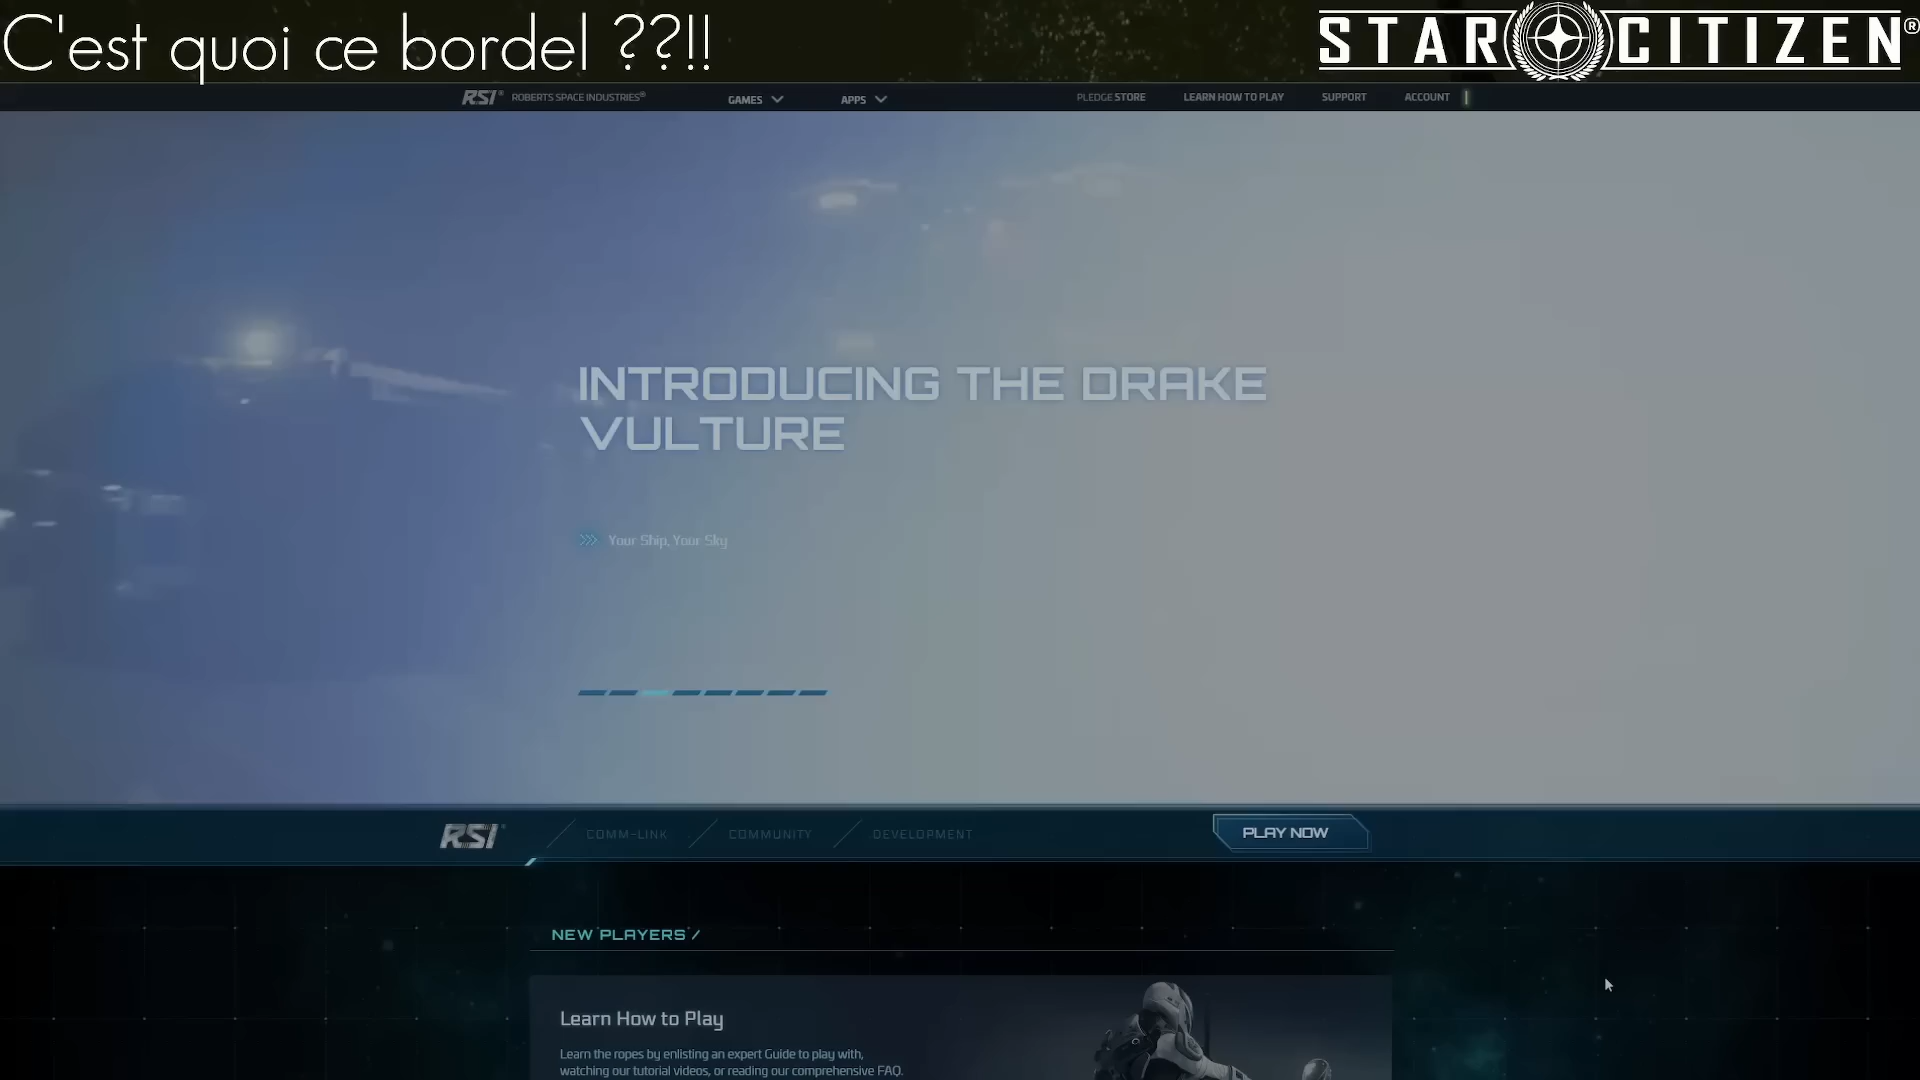 C'est quoi ce bordel ??!!
STAR CITIZEN®
RSI® ROBERTS SPACE INDUSTRIES®
GAMES
APPS
PLEDGE STORE
LEARN HOW TO PLAY
SUPPORT
ACCOUNT
INTRODUCING THE DRAKE
VULTURE
Your Ship, Your Sky
RSI®
COMM-LINK
COMMUNITY
DEVELOPMENT
PLAY NOW
NEW PLAYERS /
Learn How to Play
Learn the ropes by enlisting an expert Guide to play with,
watching our tutorial videos, or reading our comprehensive FAQ.